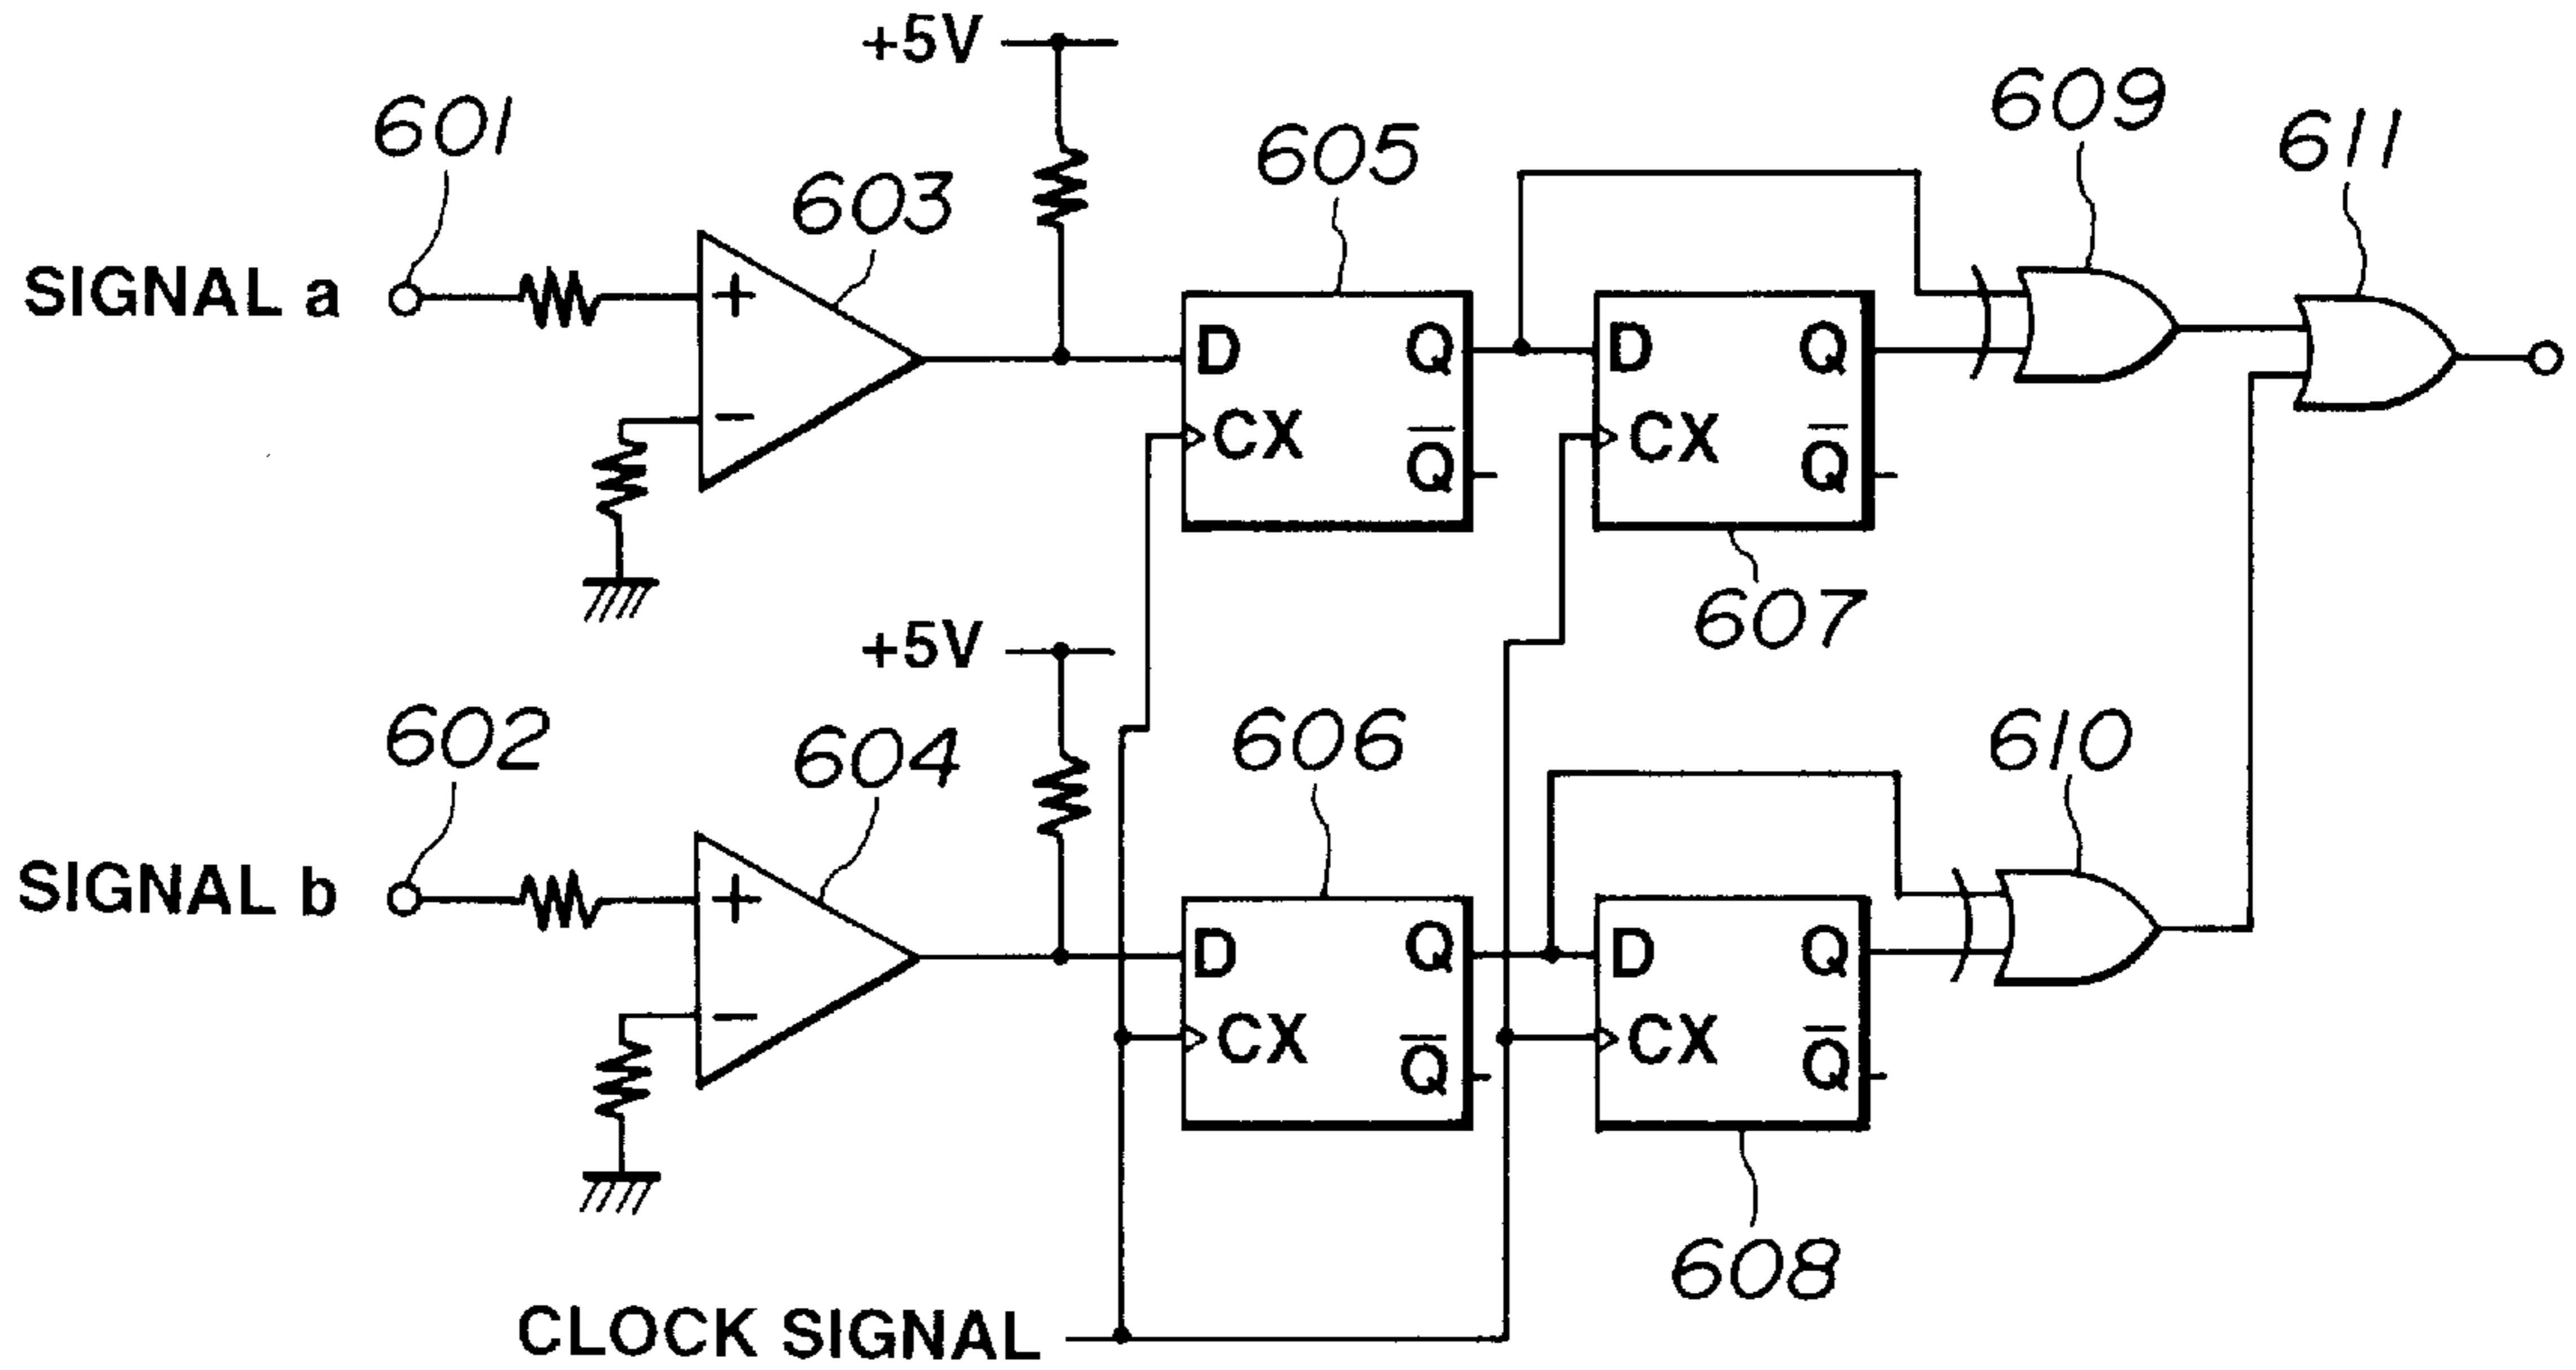 +5V
601
603
605
609
611
SIGNAL a
+
−
D Q
CX Q̅
D Q
CX Q̅
607
+5V
602
604
606
610
SIGNAL b
+
−
D Q
CX Q̅
D Q
CX Q̅
608
CLOCK SIGNAL